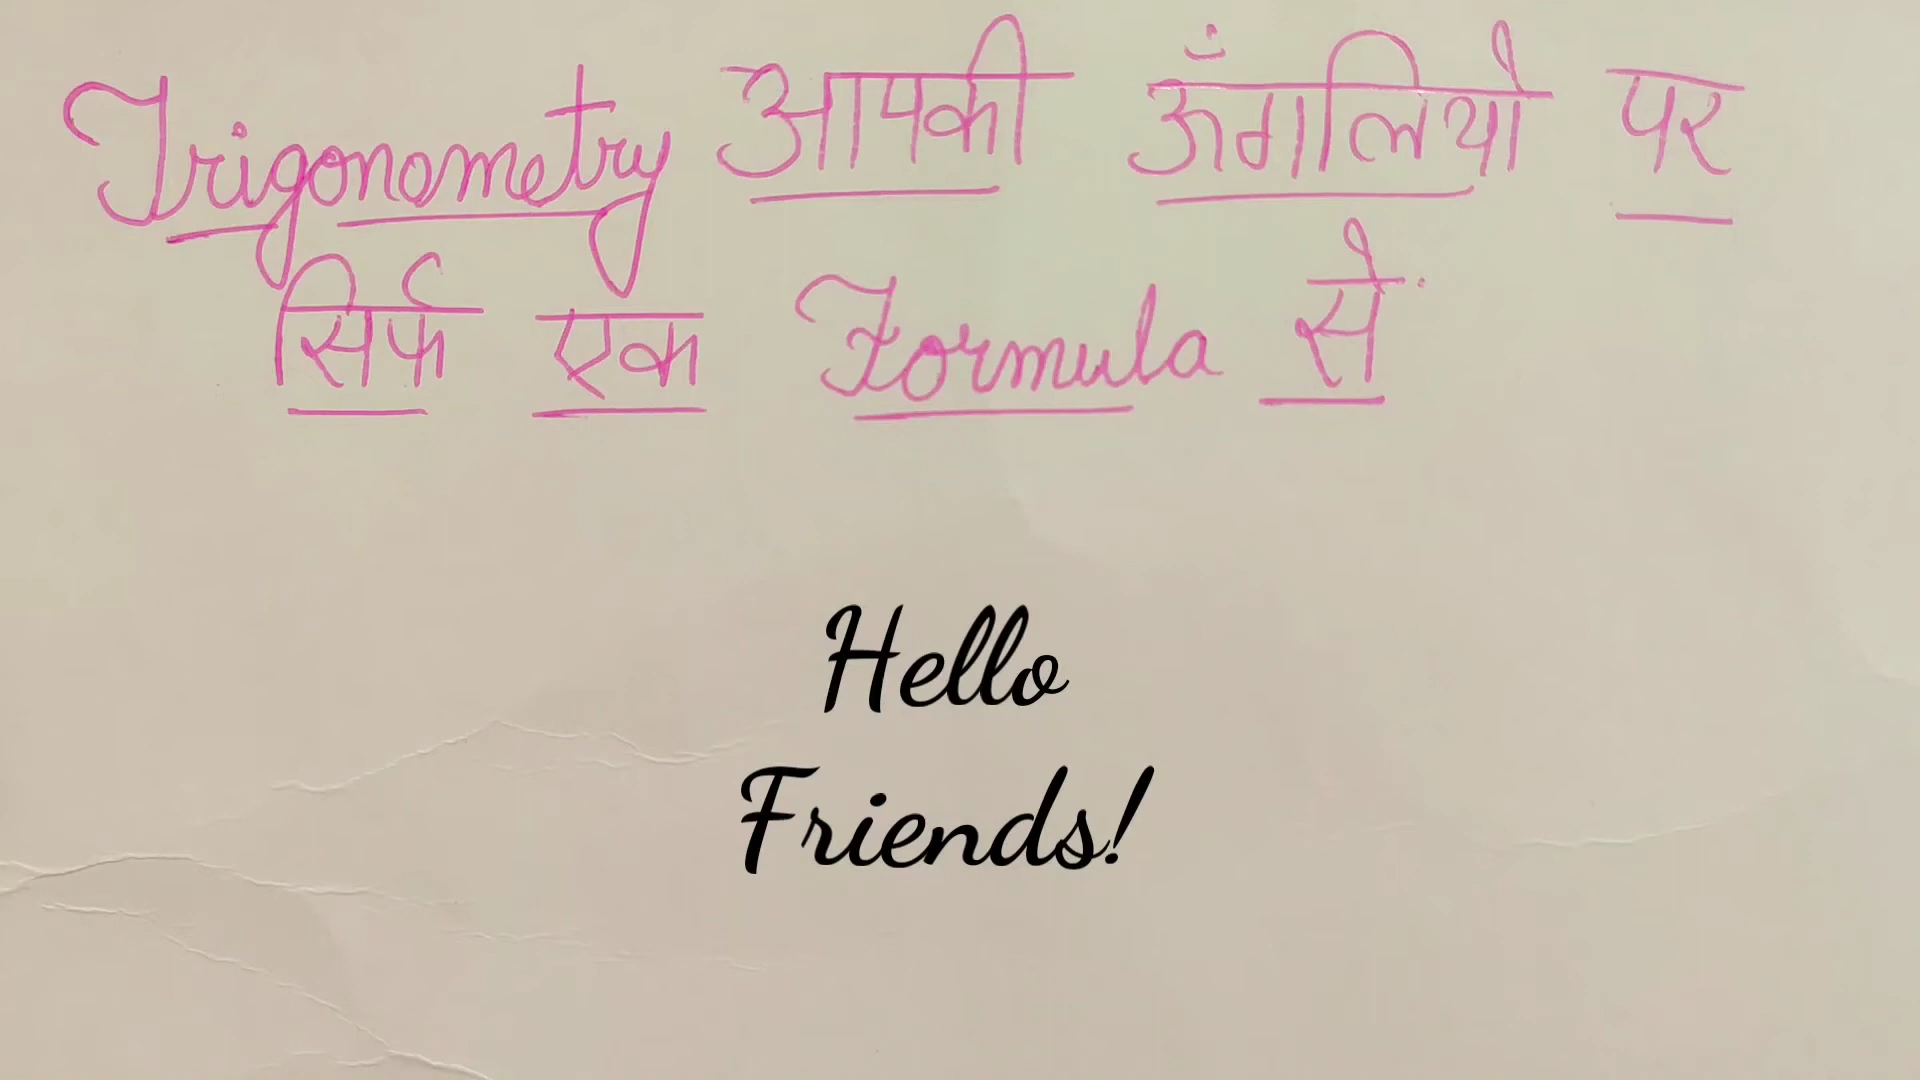 Trigonometry आपकी ऊँगलियो पर
सिर्फ एक Formula से
Hello
Friends!